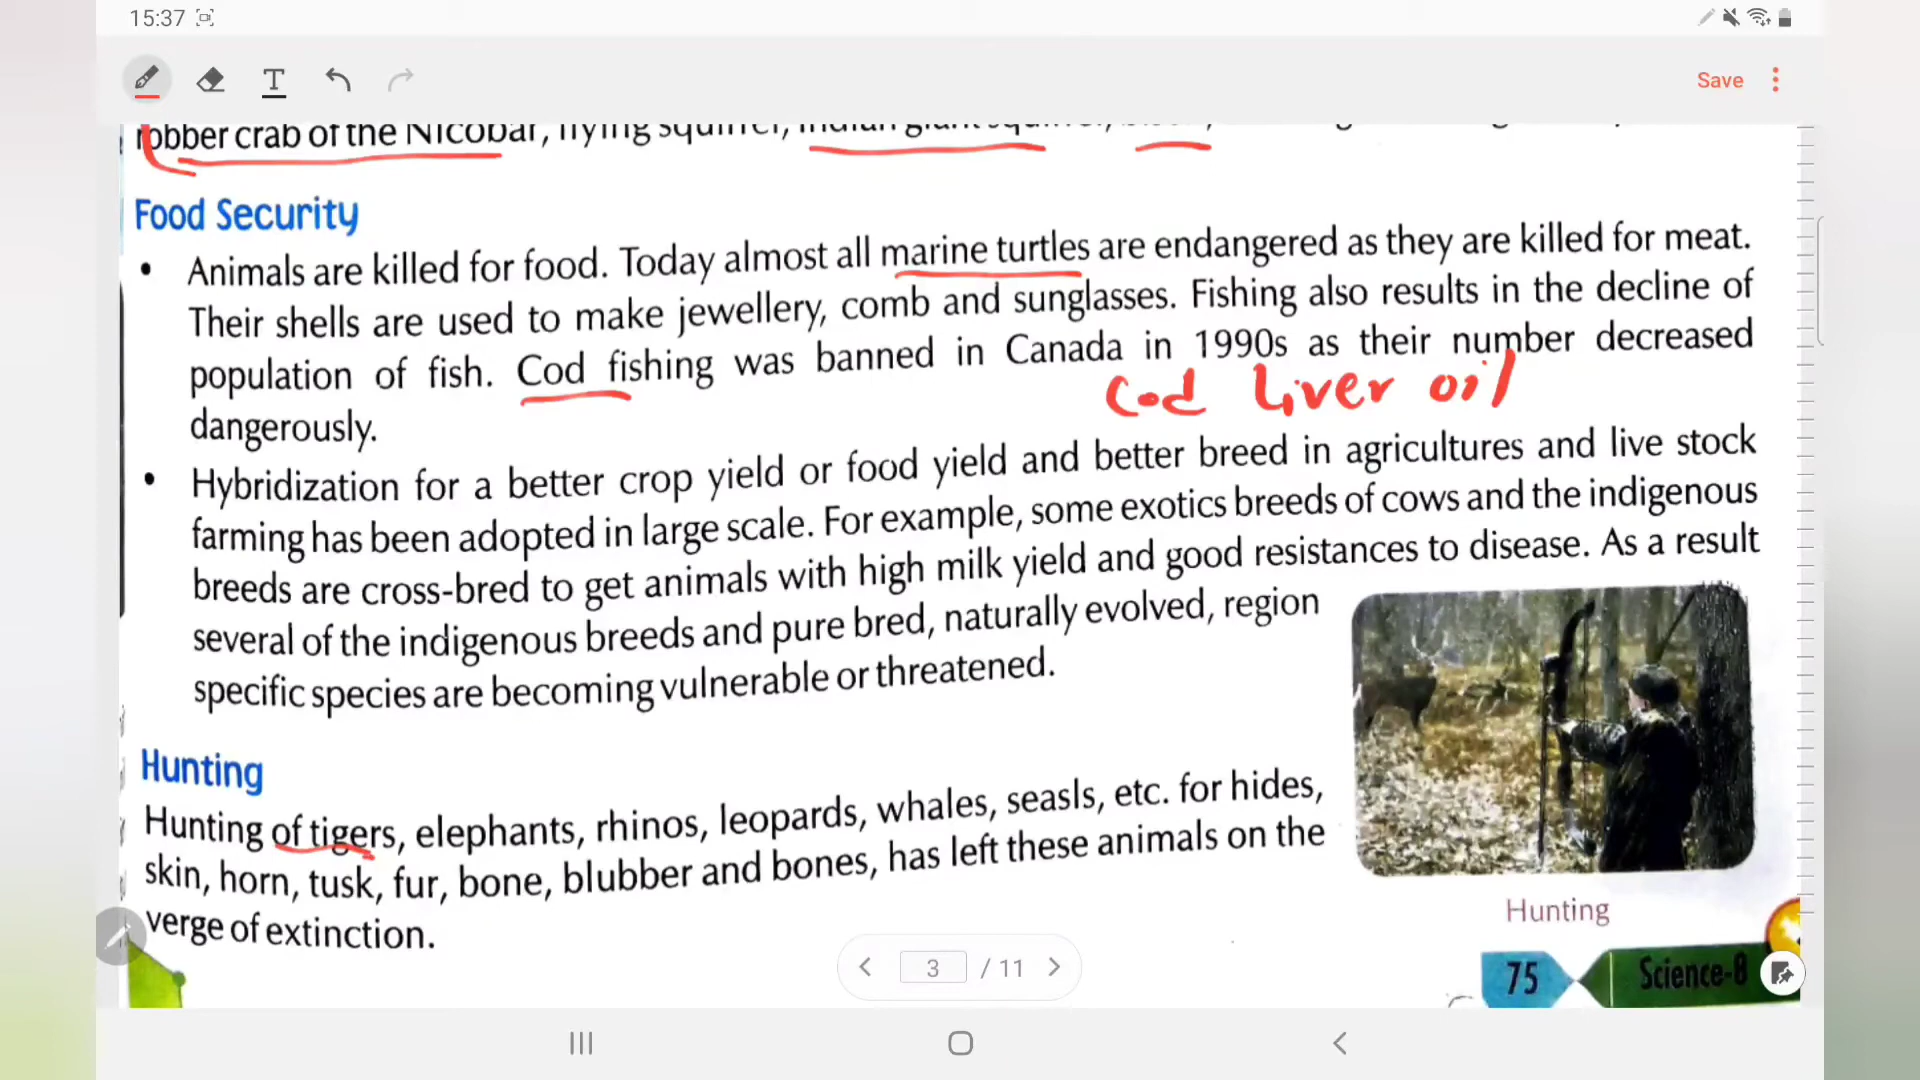 15:37
T
Save
robber crab of the Nicobar, flying squirrel, indian giant squirrel,
Food Security
• Animals are killed for food. Today almost all marine turtles are endangered as they are killed for meat.
Their shells are used to make jewellery, comb and sunglasses. Fishing also results in the decline of
population of fish. Cod fishing was banned in Canada in 1990s as their number decreased
Cod Liver oil
dangerously.
• Hybridization for a better crop yield or food yield and better breed in agricultures and live stock
farming has been adopted in large scale. For example, some exotics breeds of cows and the indigenous
breeds are cross-bred to get animals with high milk yield and good resistances to disease. As a result
several of the indigenous breeds and pure bred, naturally evolved, region
specific species are becoming vulnerable or threatened.
Hunting
Hunting of tigers, elephants, rhinos, leopards, whales, seasls, etc. for hides,
skin, horn, tusk, fur, bone, blubber and bones, has left these animals on the
verge of extinction.
Hunting
3 / 11
75 Science-8